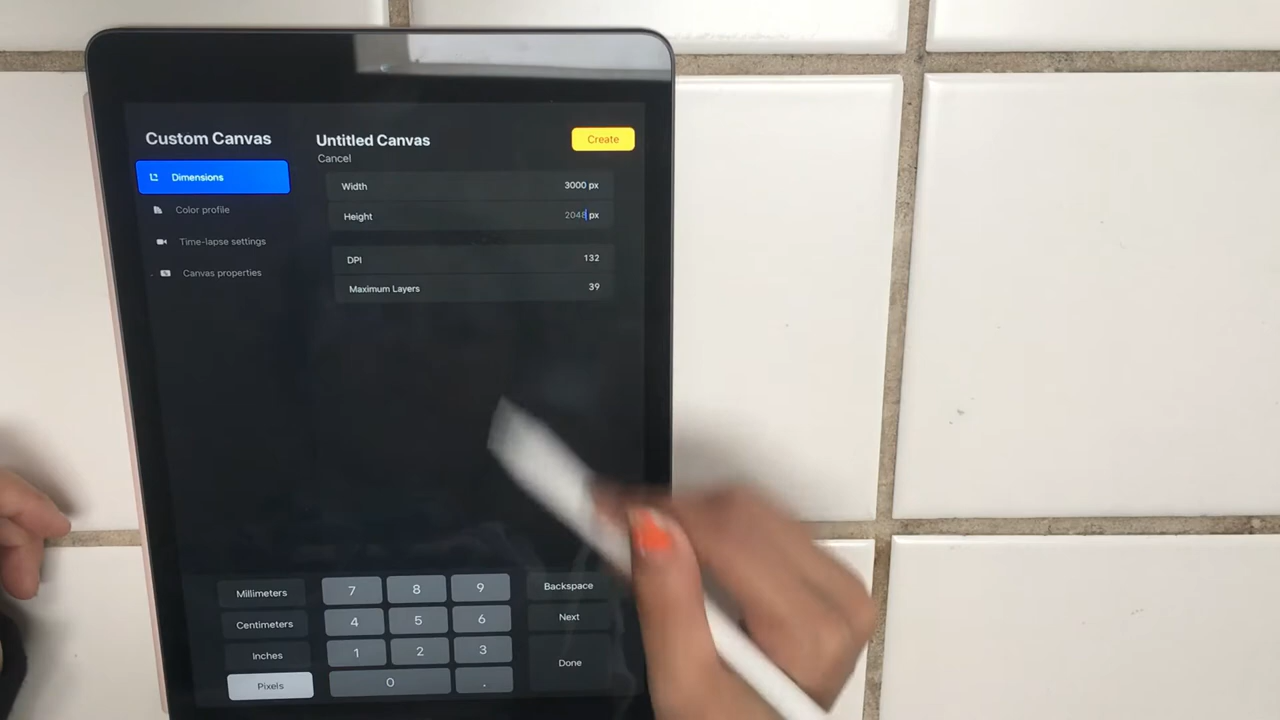 Custom Canvas
Untitled Canvas
Create
Cancel
Dimensions
Width 3000 px
Color profile
Height 2048 px
Time-lapse settings
DPI 132
Canvas properties
Maximum Layers 39
Millimeters 7 8 9 Backspace
Centimeters 4 5 6 Next
Inches 1 2 3 Done
Pixels 0 .